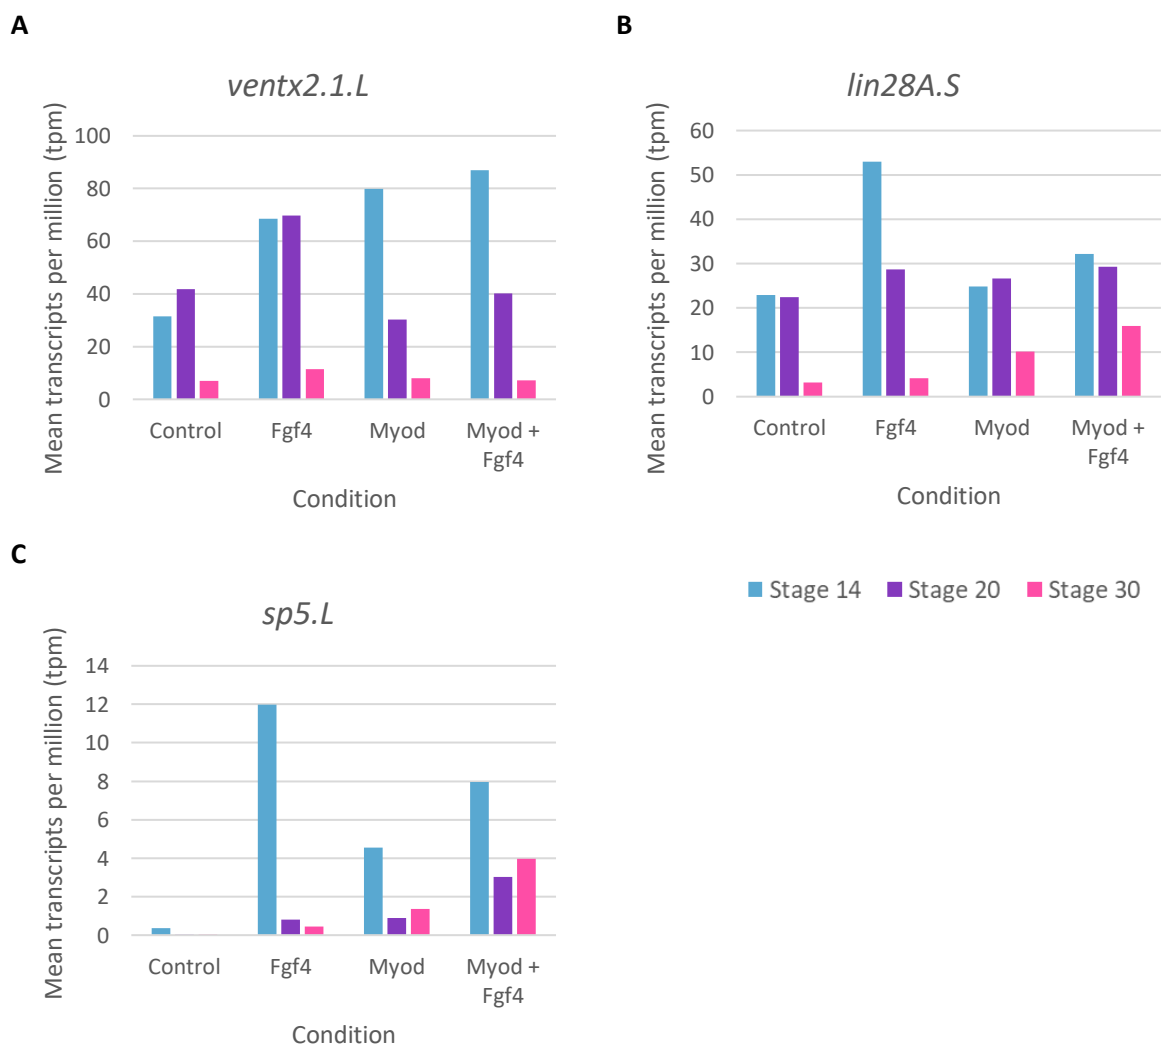 A
ventx2.1.L
Mean transcripts per million (tpm)
100
80
60
40
20
0
Control
Fgf4
Myod
Myod +
Fgf4
Condition
B
lin28A.S
Mean transcripts per million (tpm)
60
50
40
30
20
10
0
Control
Fgf4
Myod
Myod +
Fgf4
Condition
C
sp5.L
Mean transcripts per million (tpm)
14
12
10
8
6
4
2
0
Control
Fgf4
Myod
Myod +
Fgf4
Condition
Stage 14 Stage 20 Stage 30